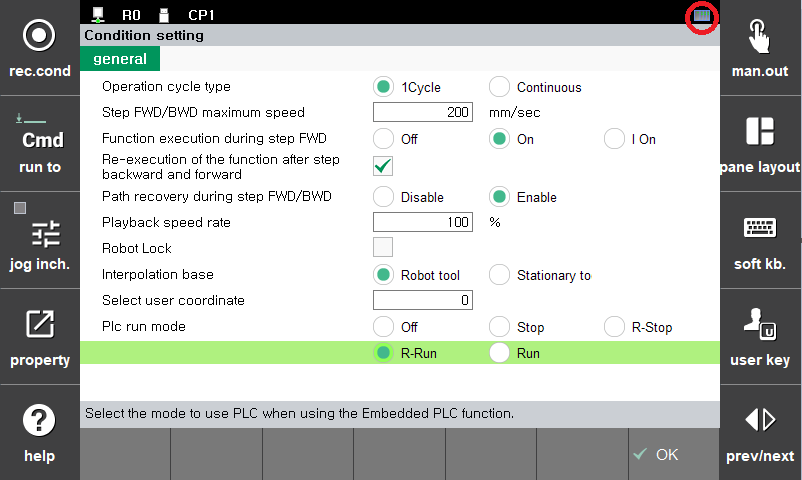 R0 CP1
Condition setting
general
Operation cycle type 1Cycle Continuous
Step FWD/BWD maximum speed 200 mm/sec
Function execution during step FWD Off On I On
Re-execution of the function after step
backward and forward
Path recovery during step FWD/BWD Disable Enable
Playback speed rate 100 %
Robot Lock
Interpolation base Robot tool Stationary to
Select user coordinate 0
Plc run mode Off Stop R-Stop
R-Run Run
Select the mode to use PLC when using the Embedded PLC function.
OK
rec.cond
Cmd
run to
jog inch.
property
?
help
man.out
pane layout
soft kb.
U
user key
prev/next